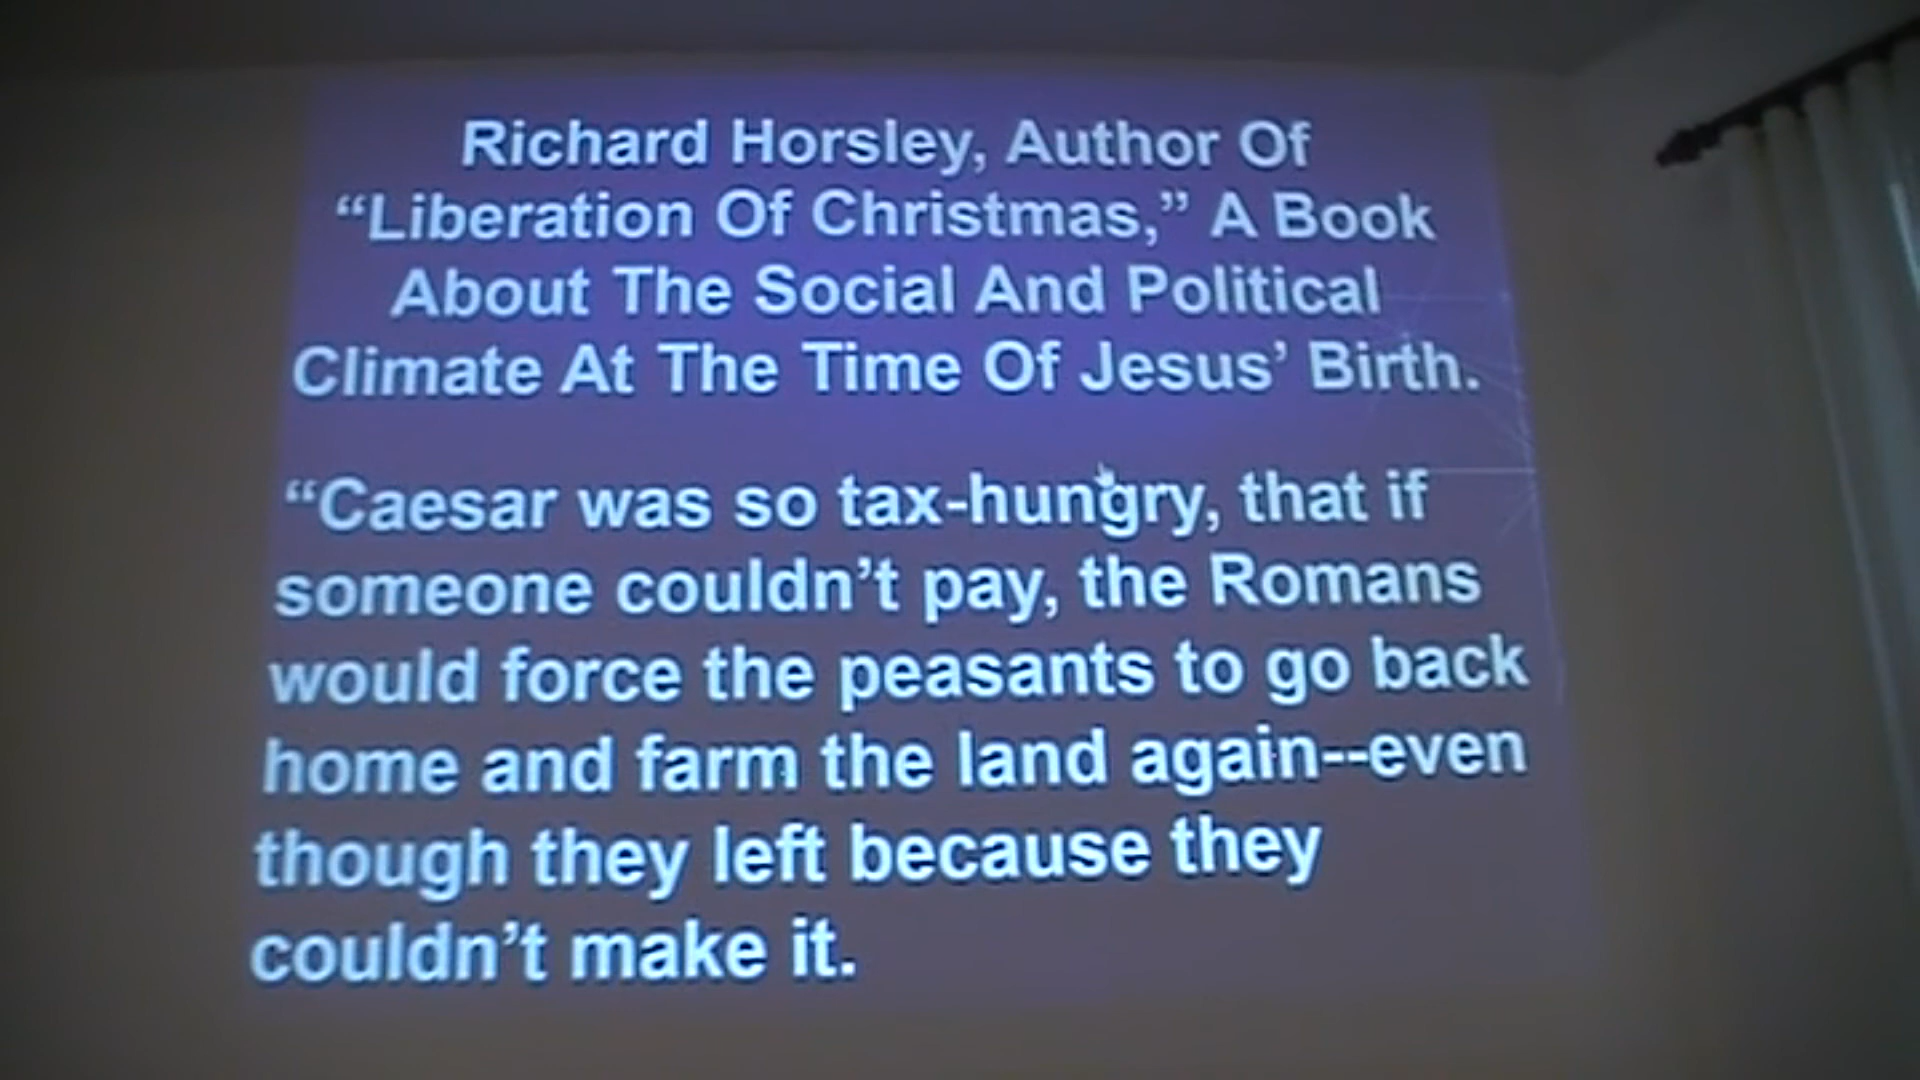 Richard Horsley, Author Of
“Liberation Of Christmas,” A Book
About The Social And Political
Climate At The Time Of Jesus’ Birth.
“Caesar was so tax-hungry, that if
someone couldn’t pay, the Romans
would force the peasants to go back
home and farm the land again--even
though they left because they
couldn’t make it.